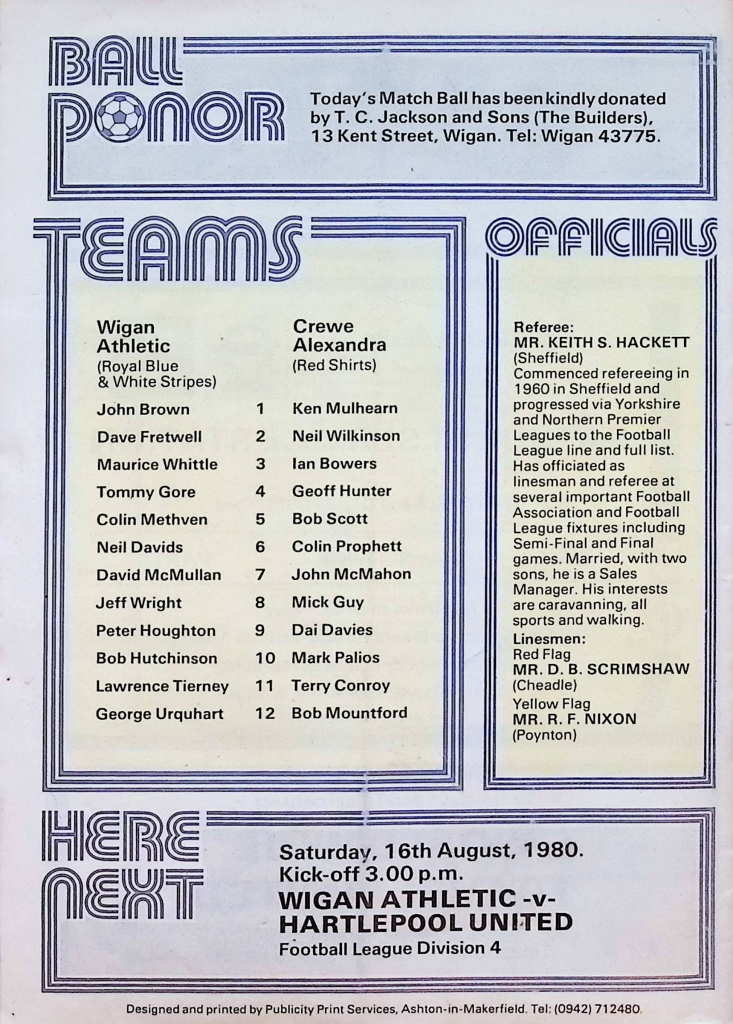 BALL
DONOR
Today's Match Ball has been kindly donated
by T. C. Jackson and Sons (The Builders),
13 Kent Street, Wigan. Tel: Wigan 43775.
TEAMS
Wigan
Athletic
(Royal Blue
& White Stripes)
Crewe
Alexandra
(Red Shirts)
John Brown 1 Ken Mulhearn
Dave Fretwell 2 Neil Wilkinson
Maurice Whittle 3 Ian Bowers
Tommy Gore 4 Geoff Hunter
Colin Methven 5 Bob Scott
Neil Davids 6 Colin Prophett
David McMullan 7 John McMahon
Jeff Wright 8 Mick Guy
Peter Houghton 9 Dai Davies
Bob Hutchinson 10 Mark Palios
Lawrence Tierney 11 Terry Conroy
George Urquhart 12 Bob Mountford
OFFICIALS
Referee:
MR. KEITH S. HACKETT
(Sheffield)
Commenced refereeing in
1960 in Sheffield and
progressed via Yorkshire
and Northern Premier
Leagues to the Football
League line and full list.
Has officiated as
linesman and referee at
several important Football
Association and Football
League fixtures including
Semi-Final and Final
games. Married, with two
sons, he is a Sales
Manager. His interests
are caravanning, all
sports and walking.
Linesmen:
Red Flag
MR. D. B. SCRIMSHAW
(Cheadle)
Yellow Flag
MR. R. F. NIXON
(Poynton)
HERE
NEXT
Saturday, 16th August, 1980.
Kick-off 3.00 p.m.
WIGAN ATHLETIC -v-
HARTLEPOOL UNITED
Football League Division 4
Designed and printed by Publicity Print Services, Ashton-in-Makerfield. Tel: (0942) 712480.